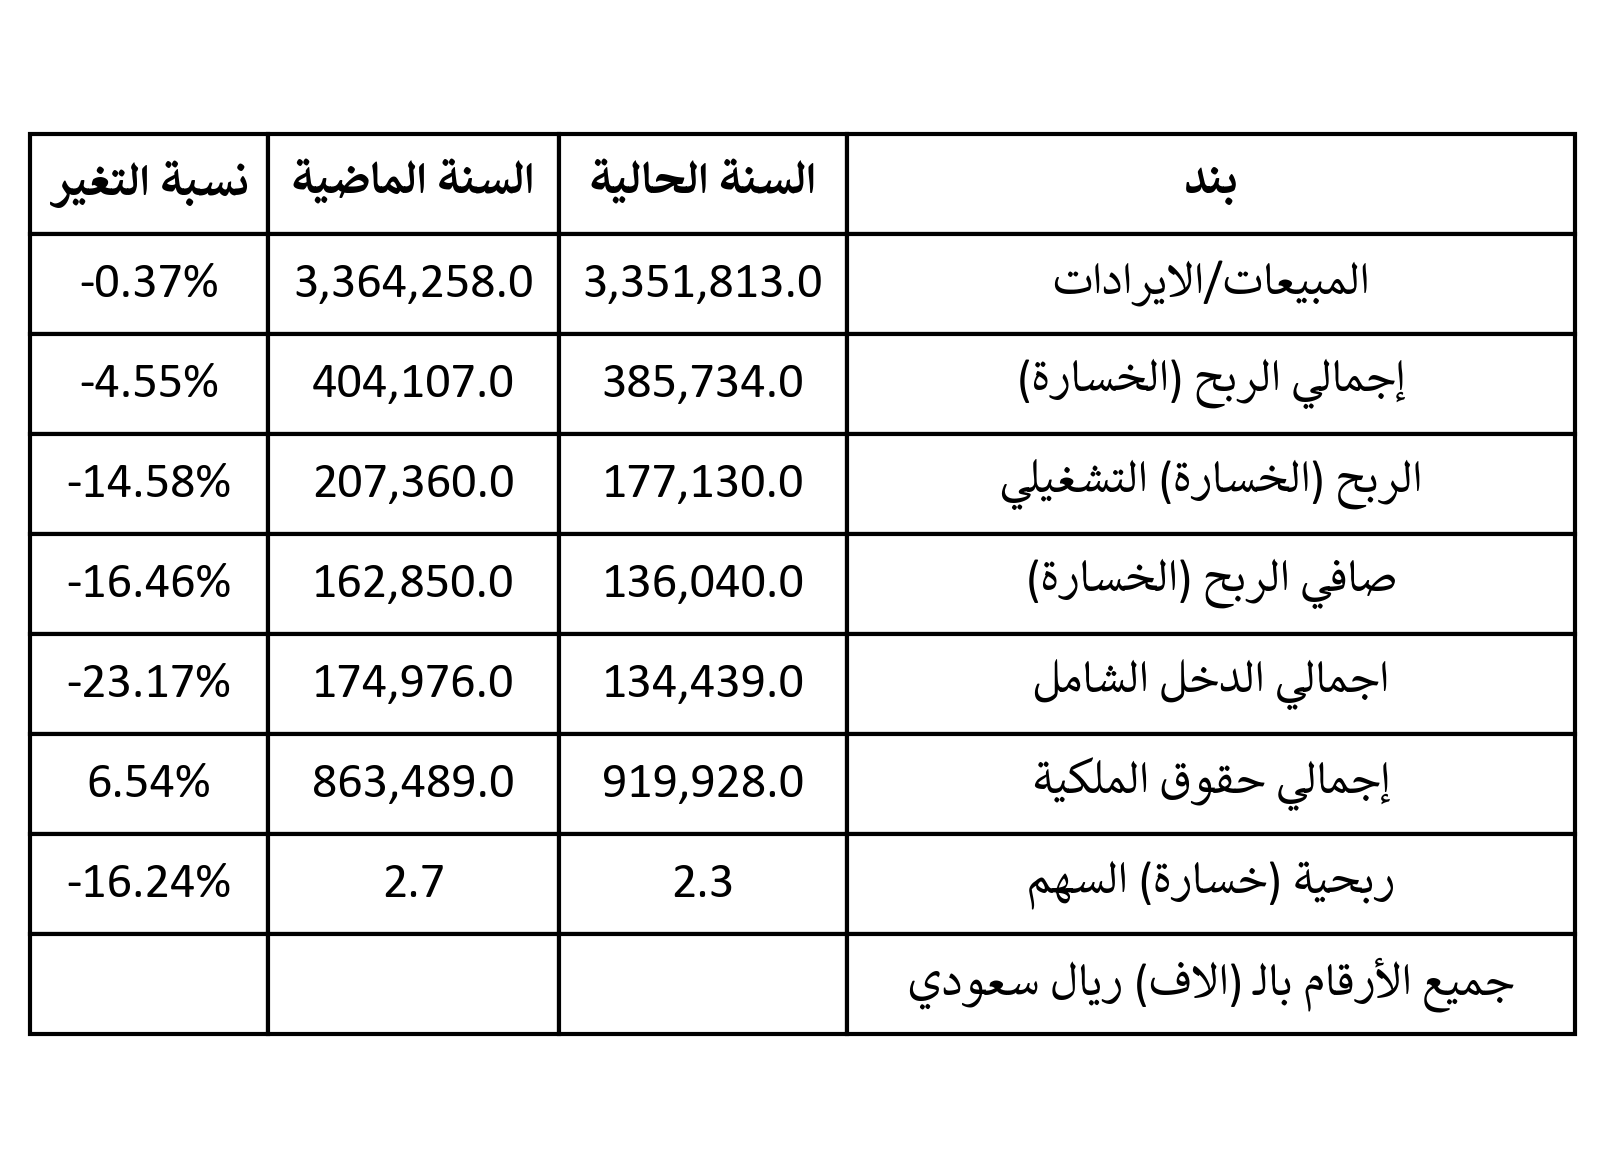 بند السنة الحالية السنة الماضية نسبة التغير
المبيعات/الايرادات 3,351,813.0 3,364,258.0 -0.37%
إجمالي الربح (الخسارة) 385,734.0 404,107.0 -4.55%
الربح (الخسارة) التشغيلي 177,130.0 207,360.0 -14.58%
صافي الربح (الخسارة) 136,040.0 162,850.0 -16.46%
اجمالي الدخل الشامل 134,439.0 174,976.0 -23.17%
إجمالي حقوق الملكية 919,928.0 863,489.0 6.54%
ربحية (خسارة) السهم 2.3 2.7 -16.24%
جميع الأرقام بالـ (الاف) ريال سعودي